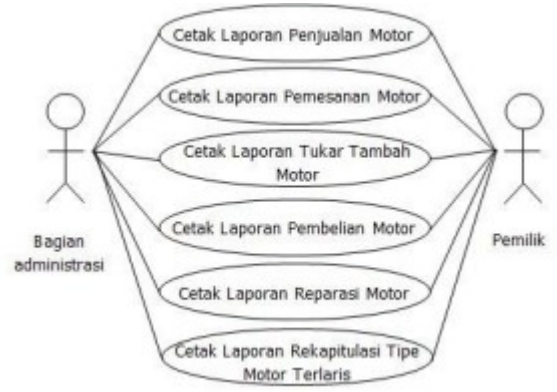 Cetak Laporan Penjualan Motor
Cetak Laporan Pemesanan Motor
Cetak Laporan Tukar Tambah
Motor
Cetak Laporan Pembelian Motor
Cetak Laporan Reparasi Motor
Cetak Laporan Rekapitulasi Tipe
Motor Terlaris
Bagian
administrasi
Pemilik